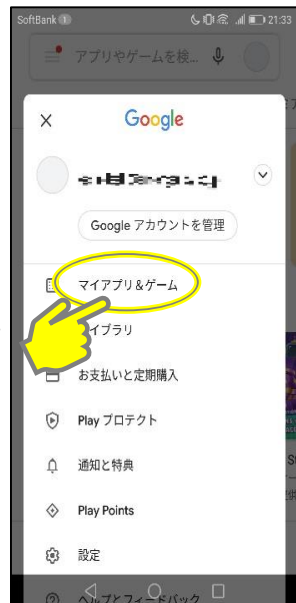 SoftBank 21:33
アプリやゲームを検...
Google
Google アカウントを管理
マイアプリ&ゲーム
イブラリ
お支払いと定期購入
Play プロテクト
通知と特典
Play Points
設定
ヘルプとフィードバック